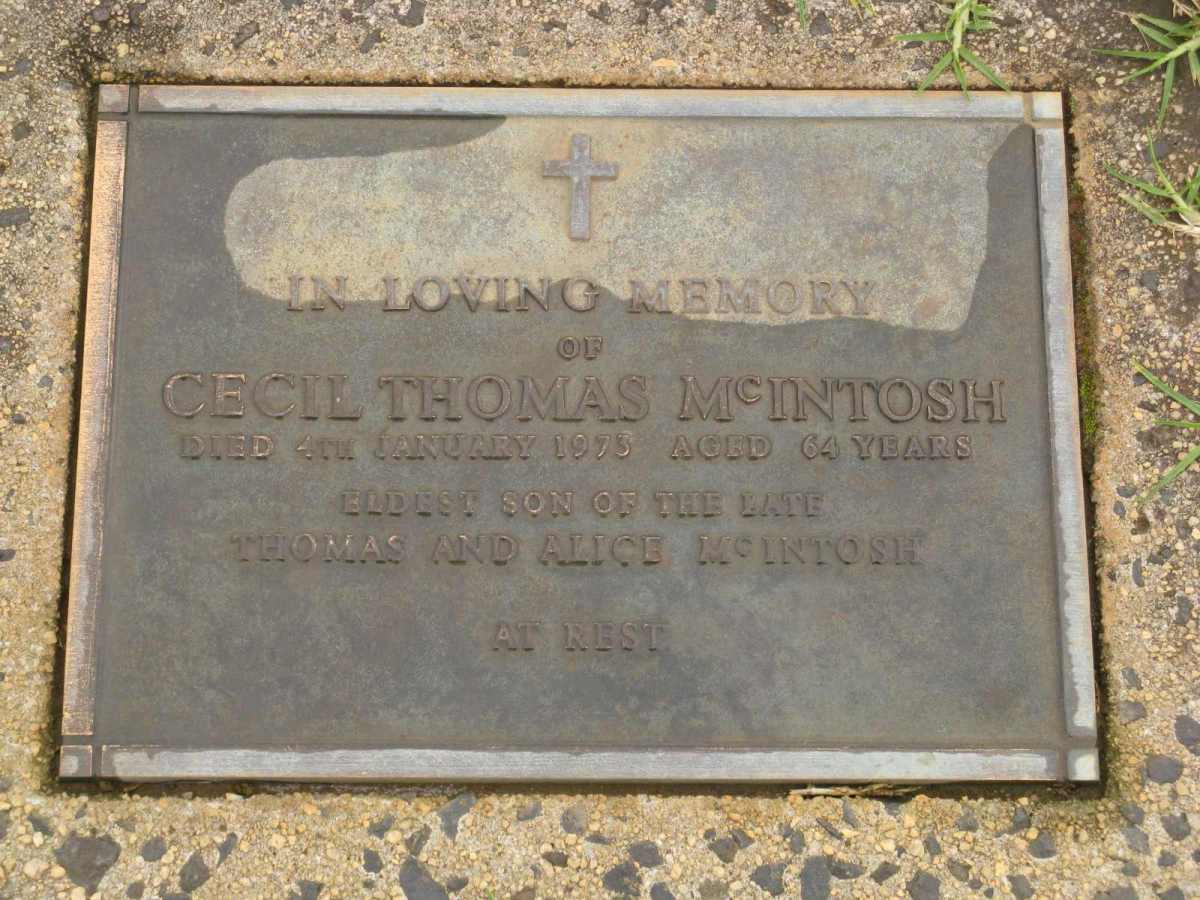 IN LOVING MEMORY
OF
CECIL THOMAS McINTOSH
DIED 4TH JANUARY 1973 AGED 64 YEARS
ELDEST SON OF THE LATE
THOMAS AND ALICE McINTOSH
AT REST